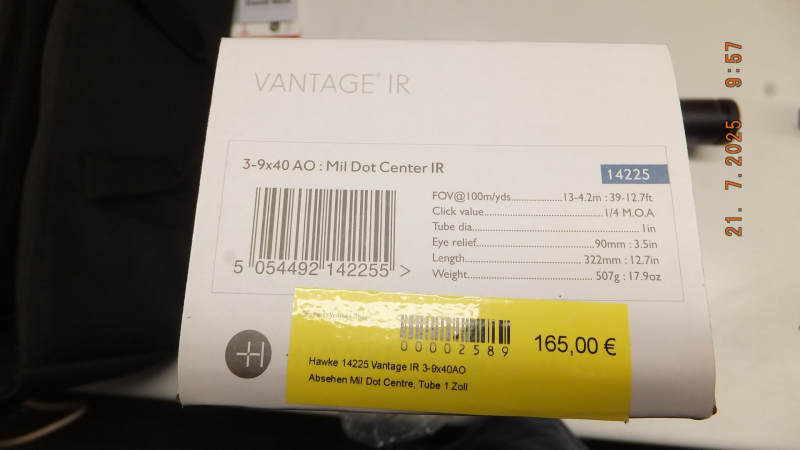 VANTAGE® IR
3-9x40 AO : Mil Dot Center IR
14225
FOV@100m/yds..................13-4.2m : 39-12.7ft
Click value..............................1/4 M.O.A
Tube dia..........................................1in
Eye relief..............................90mm : 3.5in
Length..............................322mm : 12.7in
Weight..............................507g : 17.9oz
5 054492 142255 >
00002589
165,00 €
Hawke 14225 Vantage IR 3-9x40AO
Absehen Mil Dot Centre, Tube 1 Zoll
H
21. 7.2025 9:57